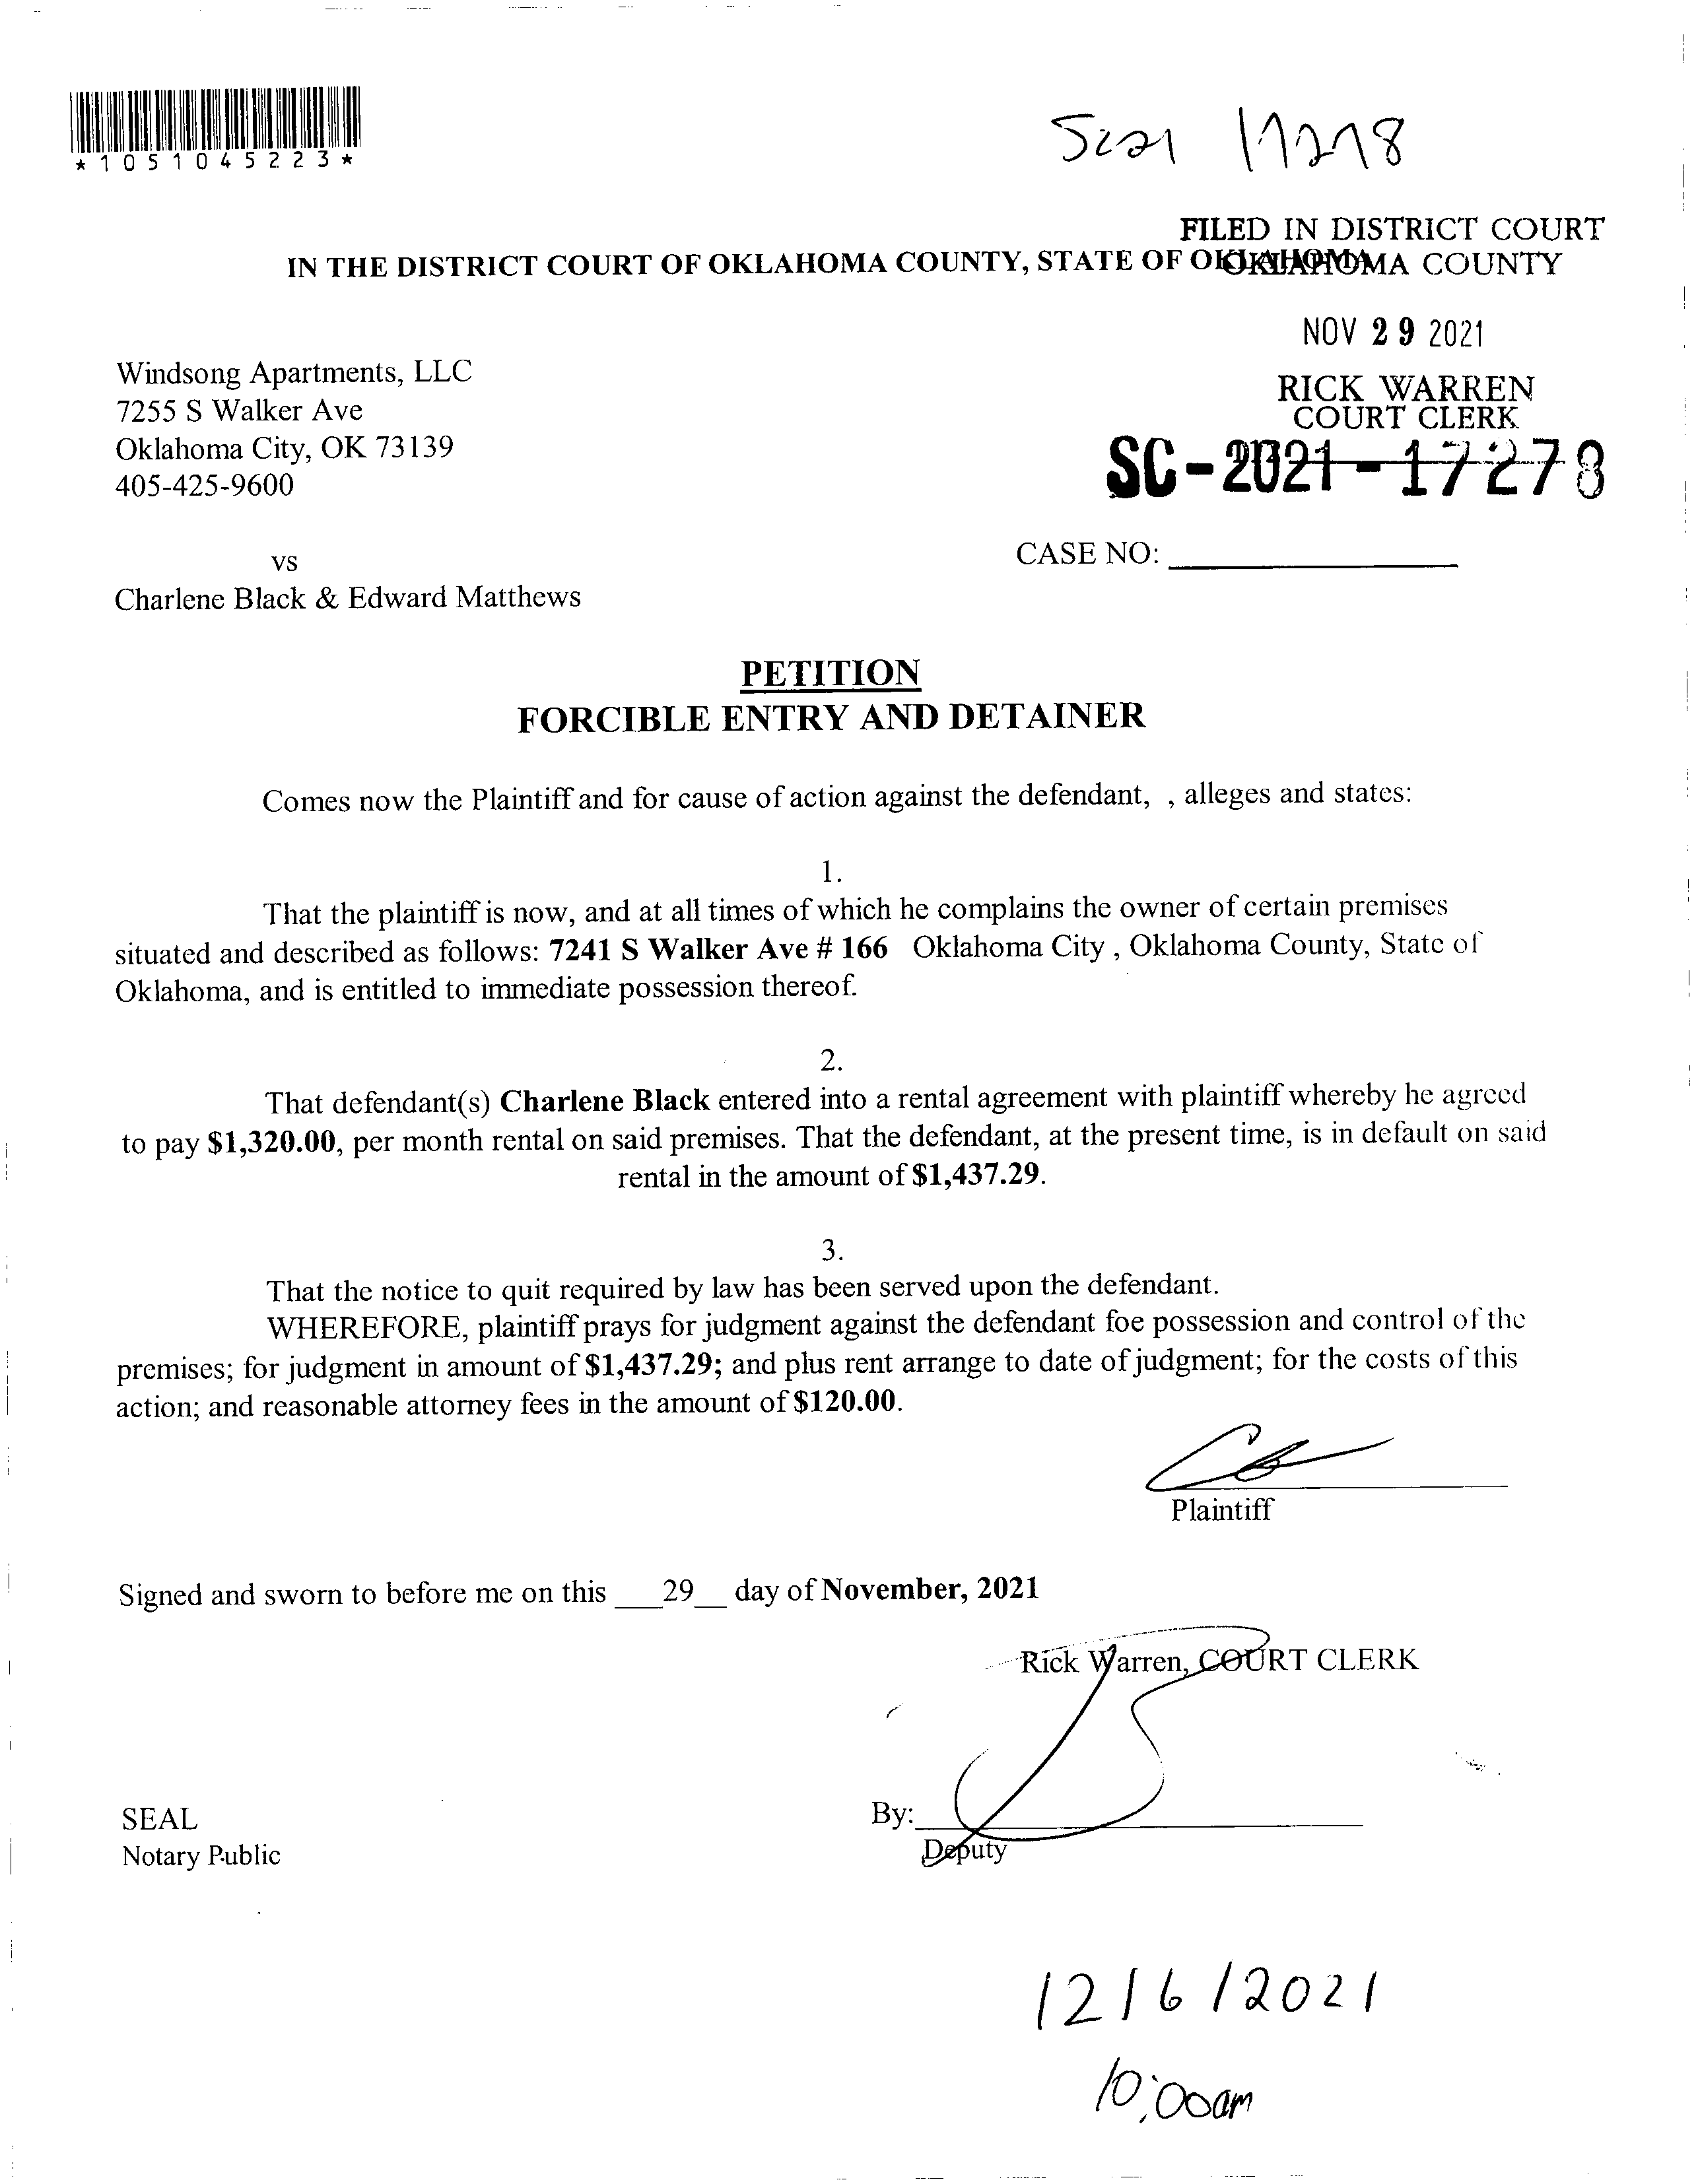 *1051045223*
SC21 17278
FILED IN DISTRICT COURT
OKLAHOMA COUNTY
IN THE DISTRICT COURT OF OKLAHOMA COUNTY, STATE OF OKLAHOMA
NOV 29 2021
RICK WARREN
COURT CLERK
SC-2021-17278
Windsong Apartments, LLC
7255 S Walker Ave
Oklahoma City, OK 73139
405-425-9600
vs
CASE NO:
Charlene Black & Edward Matthews
PETITION
FORCIBLE ENTRY AND DETAINER
Comes now the Plaintiff and for cause of action against the defendant, , alleges and states:
1.
That the plaintiff is now, and at all times of which he complains the owner of certain premises
situated and described as follows: 7241 S Walker Ave # 166 Oklahoma City , Oklahoma County, State of
Oklahoma, and is entitled to immediate possession thereof.
2.
That defendant(s) Charlene Black entered into a rental agreement with plaintiff whereby he agreed
to pay $1,320.00, per month rental on said premises. That the defendant, at the present time, is in default on said
rental in the amount of $1,437.29.
3.
That the notice to quit required by law has been served upon the defendant.
WHEREFORE, plaintiff prays for judgment against the defendant foe possession and control of the
premises; for judgment in amount of $1,437.29; and plus rent arrange to date of judgment; for the costs of this
action; and reasonable attorney fees in the amount of $120.00.
Plaintiff
Signed and sworn to before me on this ___29__ day of November, 2021
Rick Warren, COURT CLERK
SEAL
By:
Notary Public
Deputy
12/6/2021
10:00am